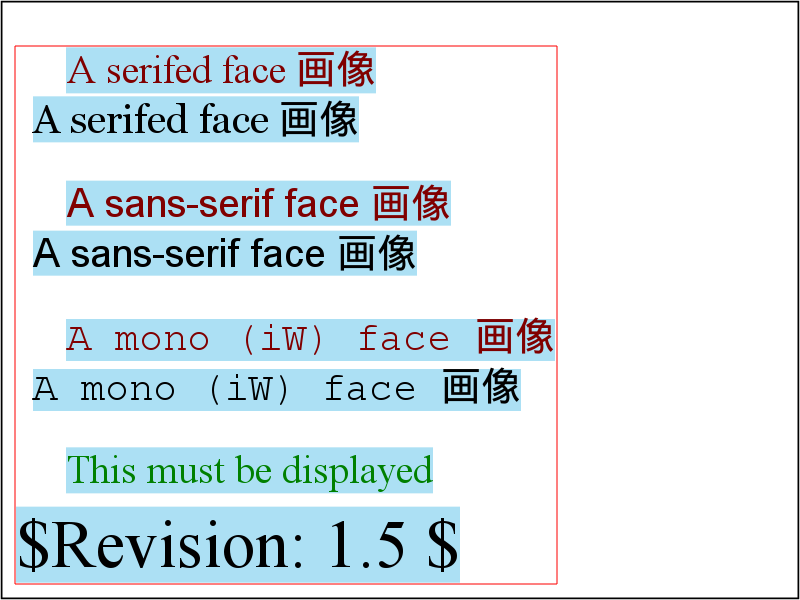 A serifed face 画像
A serifed face 画像
A sans-serif face 画像
A sans-serif face 画像
A mono (iW) face 画像
A mono (iW) face 画像
This must be displayed
$Revision: 1.5 $